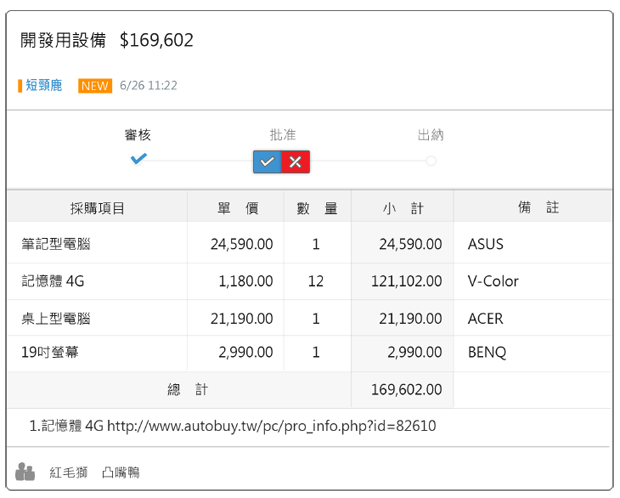 開發用設備 $169,602
短頸鹿 NEW 6/26 11:22
審核 批准 出納
採購項目 單 價 數 量 小 計 備 註
筆記型電腦 24,590.00 1 24,590.00 ASUS
記憶體 4G 1,180.00 12 121,102.00 V-Color
桌上型電腦 21,190.00 1 21,190.00 ACER
19吋螢幕 2,990.00 1 2,990.00 BENQ
總 計 169,602.00
1.記憶體 4G http://www.autobuy.tw/pc/pro_info.php?id=82610
紅毛獅 凸嘴鴨